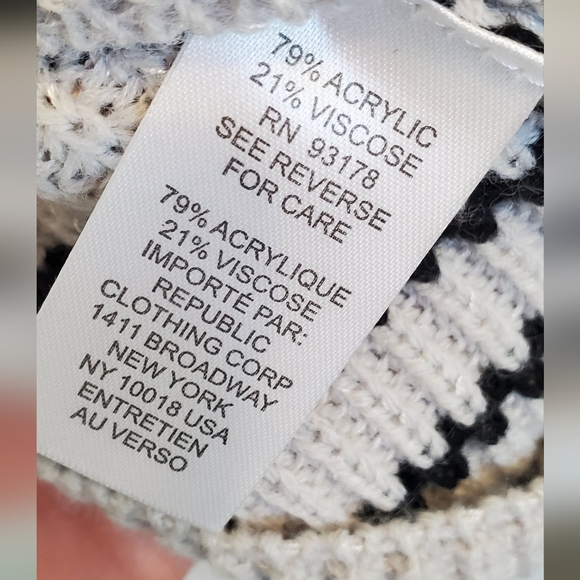 79% ACRYLIC
21% VISCOSE
RN 93178
SEE REVERSE
FOR CARE
79% ACRYLIQUE
21% VISCOSE
IMPORTÉ PAR:
REPUBLIC
CLOTHING CORP
1411 BROADWAY
NEW YORK
NY 10018 USA
ENTRETIEN
AU VERSO